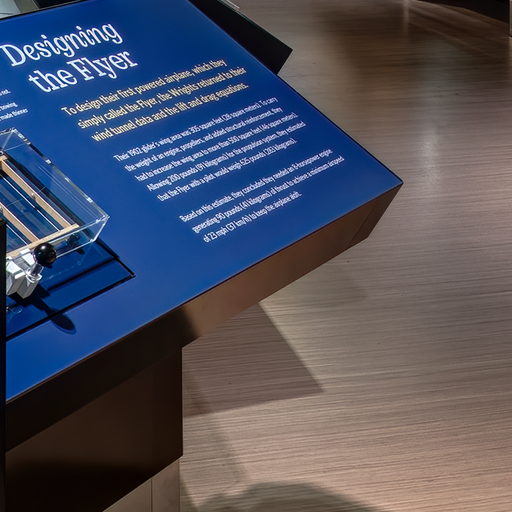 Designing
the Flyer
To design their first powered airplane, which they
simply called the Flyer, the Wrights returned to their
wind tunnel data and the lift and drag equations.
Their 1902 glider's wing area was 305 square feet (28 square meters). To carry
the weight of an engine, propellers, and added structural reinforcement, they
had to increase the wing area to more than 500 square feet (46 square meters).
Allowing 200 pounds (91 kilograms) for the propulsion system, they estimated
that the Flyer with a pilot would weigh 625 pounds (283 kilograms).
Based on this estimate, they concluded they needed an 8-horsepower engine
generating 90 pounds (41 kilograms) of thrust to achieve a minimum airspeed
of 23 mph (37 km/h) to keep the airplane aloft.